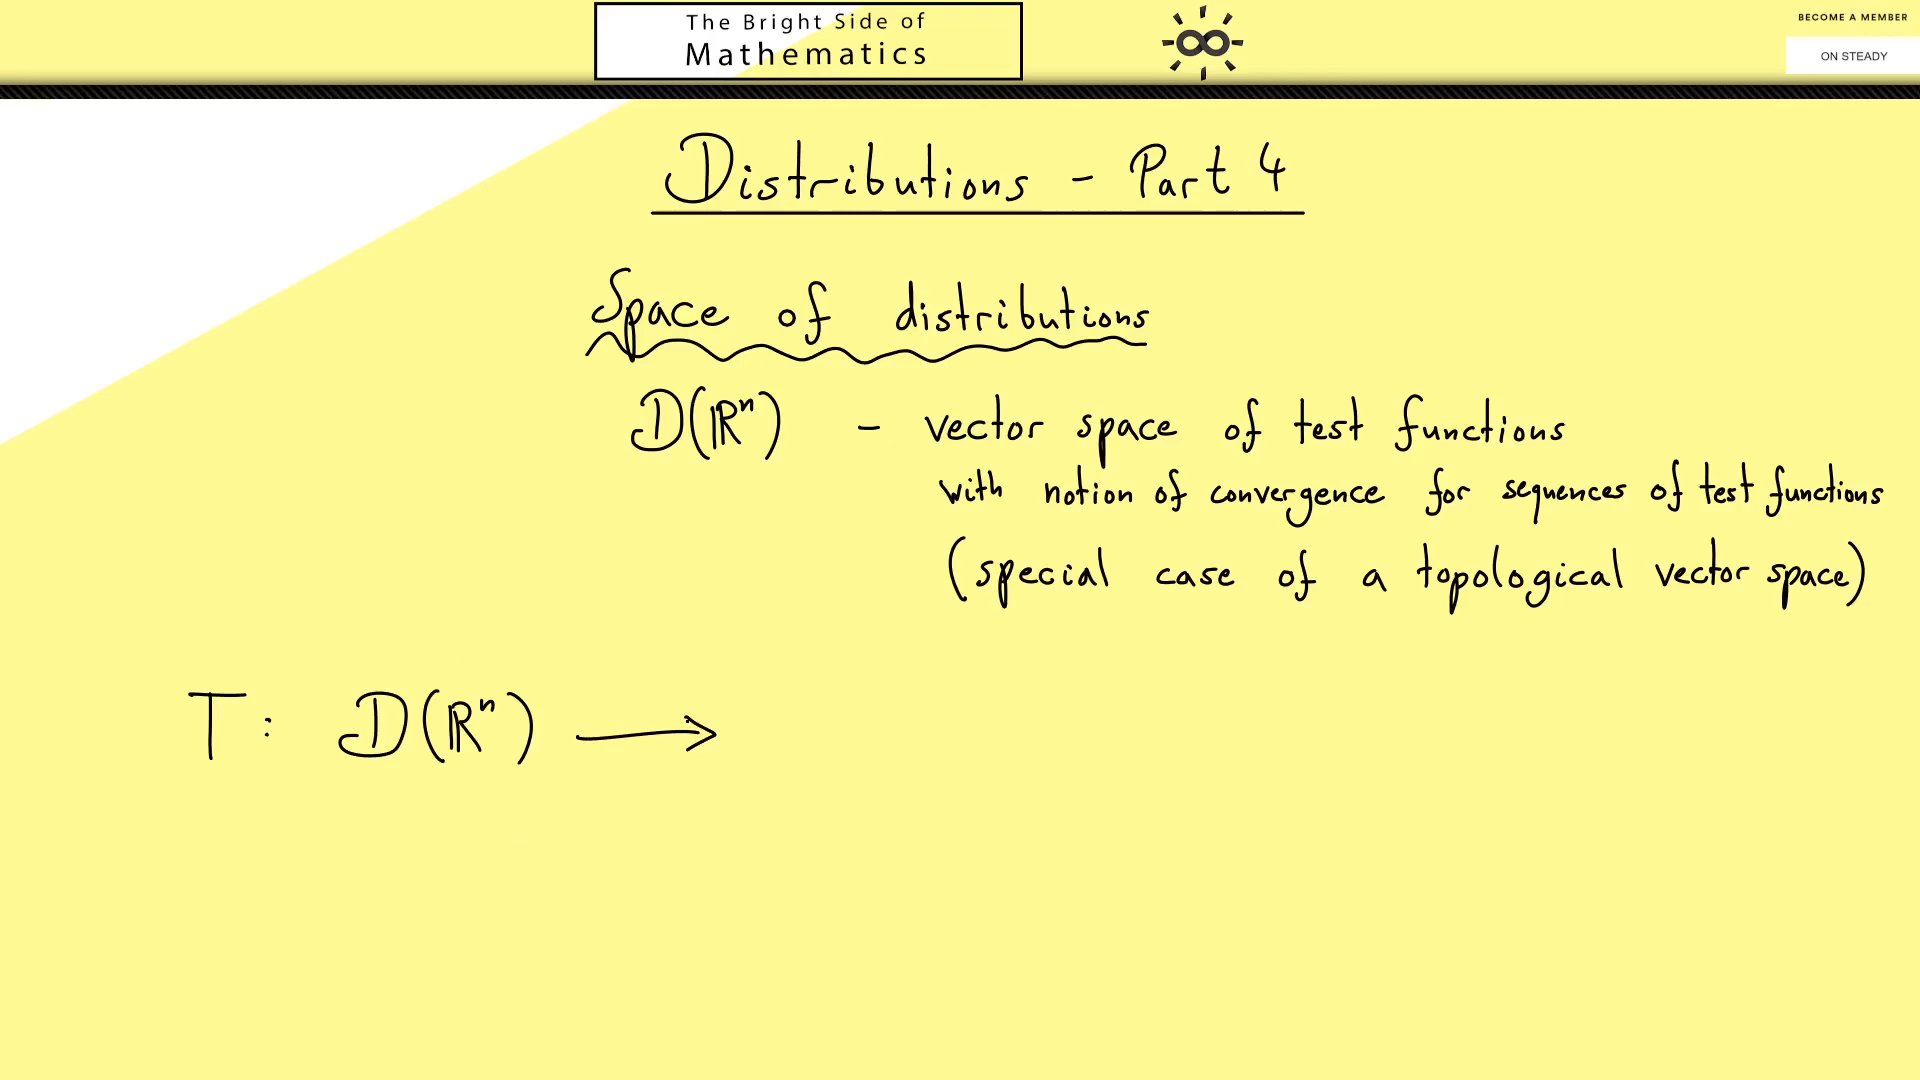 The Bright Side of
Mathematics
BECOME A MEMBER
ON STEADY
Distributions - Part 4
Space of distributions
D(ℝⁿ) - vector space of test functions
with notion of convergence for sequences of test functions
(special case of a topological vector space)
T: D(ℝⁿ) ⟶